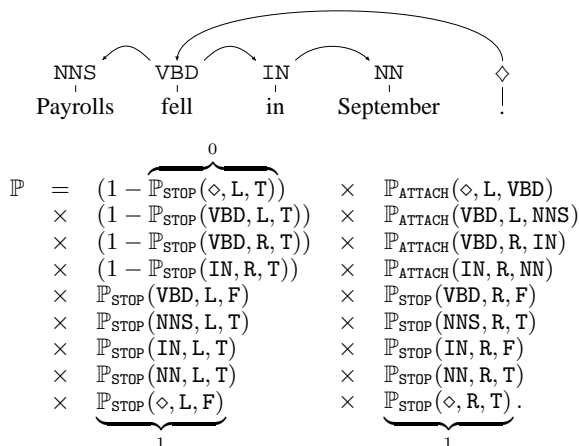 NNS VBD IN NN ◇
Payrolls fell in September .
0
ℙ = (1 − ℙSTOP(⋄, L, T)) × ℙATTACH(⋄, L, VBD)
× (1 − ℙSTOP(VBD, L, T)) × ℙATTACH(VBD, L, NNS)
× (1 − ℙSTOP(VBD, R, T)) × ℙATTACH(VBD, R, IN)
× (1 − ℙSTOP(IN, R, T)) × ℙATTACH(IN, R, NN)
× ℙSTOP(VBD, L, F) × ℙSTOP(VBD, R, F)
× ℙSTOP(NNS, L, T) × ℙSTOP(NNS, R, T)
× ℙSTOP(IN, L, T) × ℙSTOP(IN, R, F)
× ℙSTOP(NN, L, T) × ℙSTOP(NN, R, T)
× ℙSTOP(⋄, L, F) × ℙSTOP(⋄, R, T) .
1 1